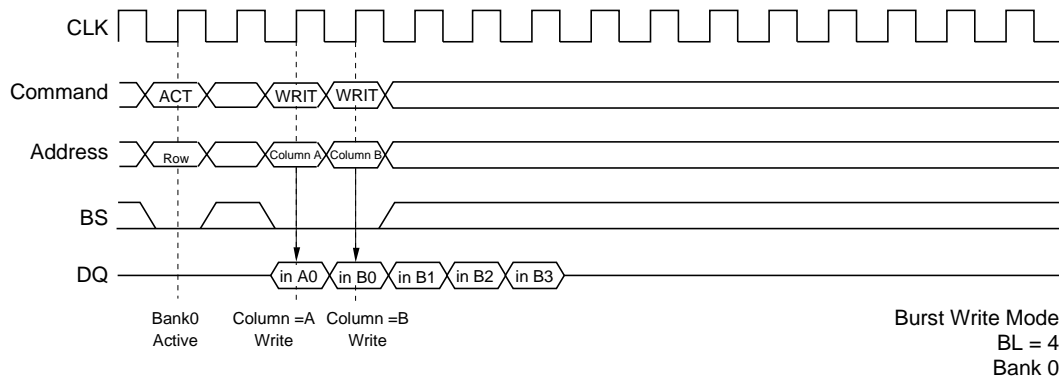 CLK
Command ACT WRIT WRIT
Address Row Column A Column B
BS
DQ in A0 in B0 in B1 in B2 in B3
Bank0 Column =A Column =B
Active Write Write
Burst Write Mode
BL = 4
Bank 0